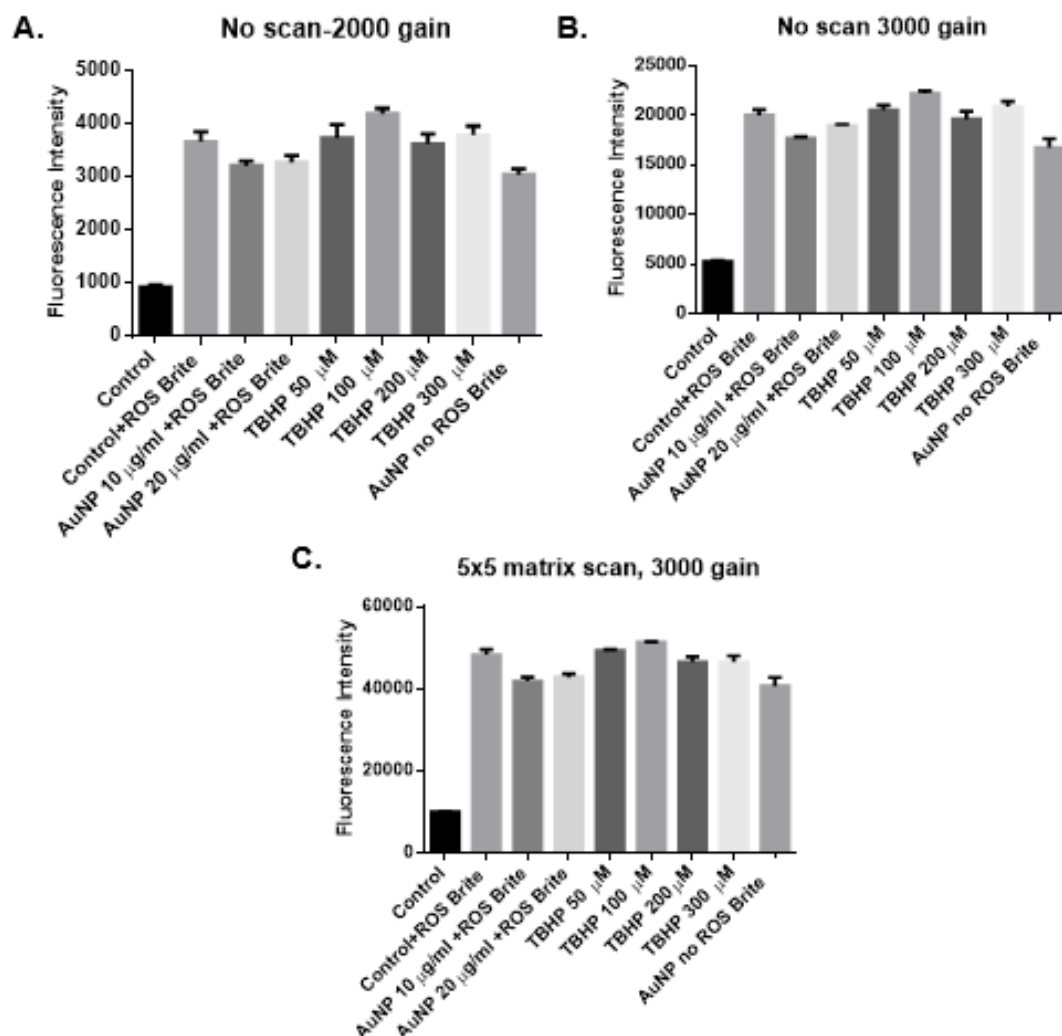 A.
No scan-2000 gain
Fluorescence Intensity
5000
4000
3000
2000
1000
0
Control
Control+ROS Brite
AuNP 10 μg/ml +ROS Brite
AuNP 20 μg/ml +ROS Brite
TBHP 50 μM
TBHP 100 μM
TBHP 200 μM
TBHP 300 μM
AuNP no ROS Brite
B.
No scan 3000 gain
Fluorescence Intensity
25000
20000
15000
10000
5000
0
Control
Control+ROS Brite
AuNP 10 μg/ml +ROS Brite
AuNP 20 μg/ml +ROS Brite
TBHP 50 μM
TBHP 100 μM
TBHP 200 μM
TBHP 300 μM
AuNP no ROS Brite
C.
5x5 matrix scan, 3000 gain
Fluorescence Intensity
60000
40000
20000
0
Control
Control+ROS Brite
AuNP 10 μg/ml +ROS Brite
AuNP 20 μg/ml +ROS Brite
TBHP 50 μM
TBHP 100 μM
TBHP 200 μM
TBHP 300 μM
AuNP no ROS Brite